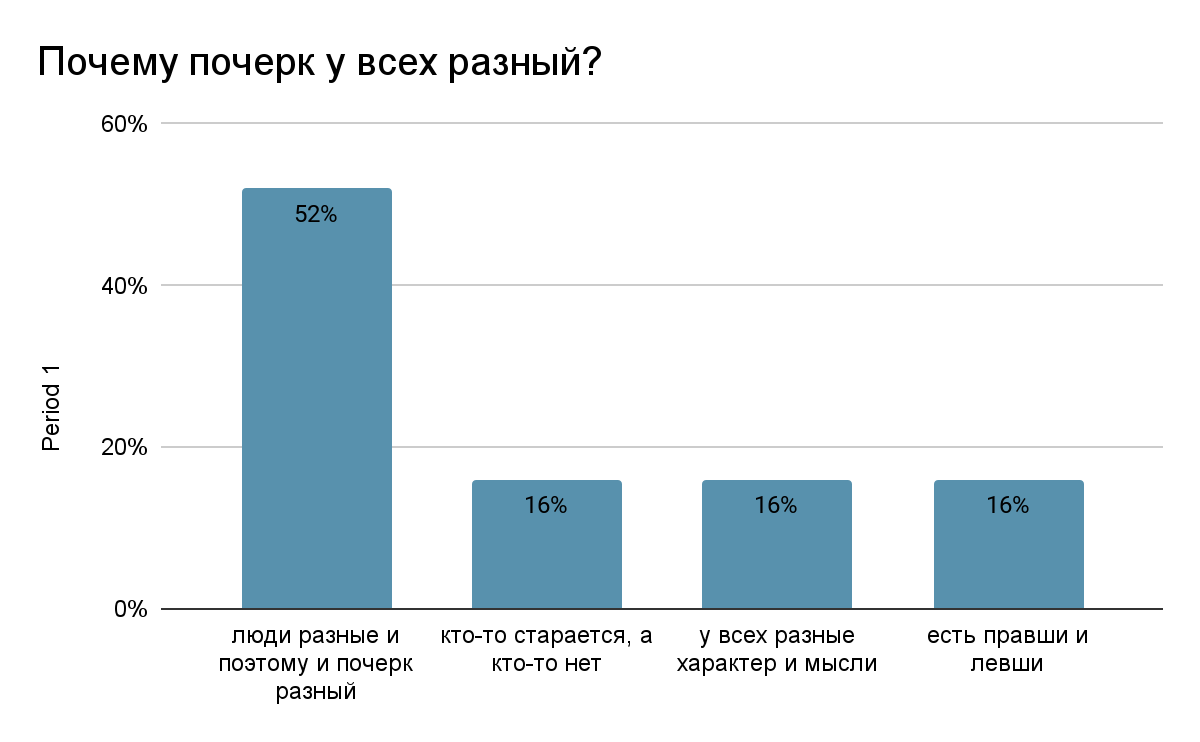 Почему почерк у всех разный?
60%
52%
40%
Period 1
20%
16%
16%
16%
0%
люди разные и
поэтому и почерк
разный
кто-то старается, а
кто-то нет
у всех разные
характер и мысли
есть правши и
левши